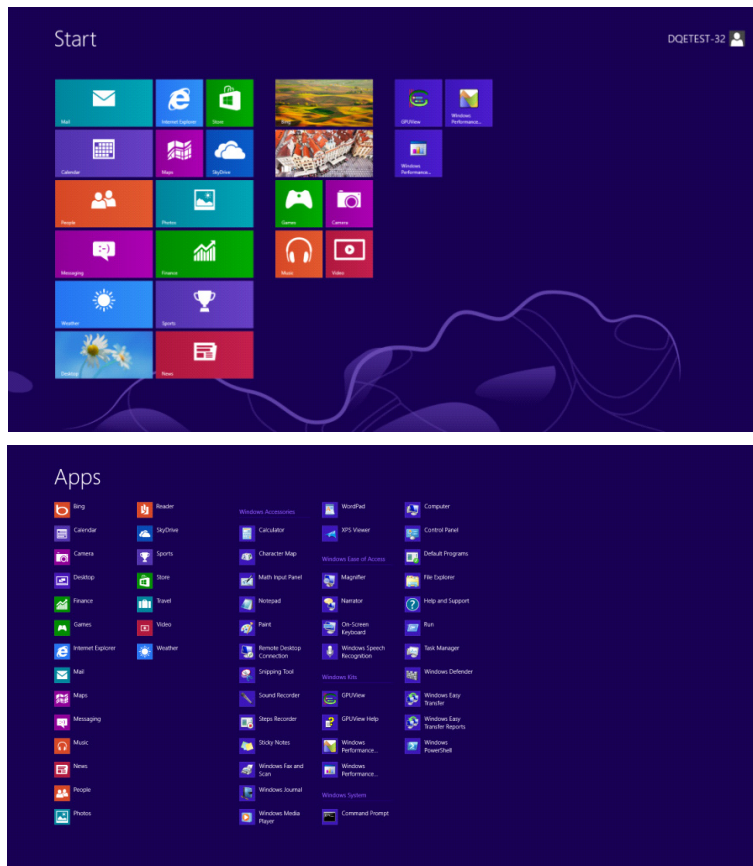 Start
DQETEST-32
Mail
Internet Explorer
Store
GPUView
Windows
Performance...
Calendar
Maps
SkyDrive
Windows
Performance...
People
Photos
Games
Camera
Messaging
Finance
Music
Video
Weather
Sports
Desktop
News
Apps
Bing
Calendar
Camera
Desktop
Finance
Games
Internet Explorer
Mail
Maps
Messaging
Music
News
People
Photos
Reader
SkyDrive
Sports
Store
Travel
Video
Weather
Windows Accessories
Calculator
Character Map
Math Input Panel
Notepad
Paint
Remote Desktop
Connection
Snipping Tool
Sound Recorder
Steps Recorder
Sticky Notes
Windows Fax and
Scan
Windows Journal
Windows Media
Player
WordPad
XPS Viewer
Windows Ease of Access
Magnifier
Narrator
On-Screen
Keyboard
Windows Speech
Recognition
Windows Kits
GPUView
GPUView Help
Windows
Performance...
Windows
Performance...
Windows System
Command Prompt
Computer
Control Panel
Default Programs
File Explorer
Help and Support
Run
Task Manager
Windows Defender
Windows Easy
Transfer
Windows Easy
Transfer Reports
Windows
PowerShell